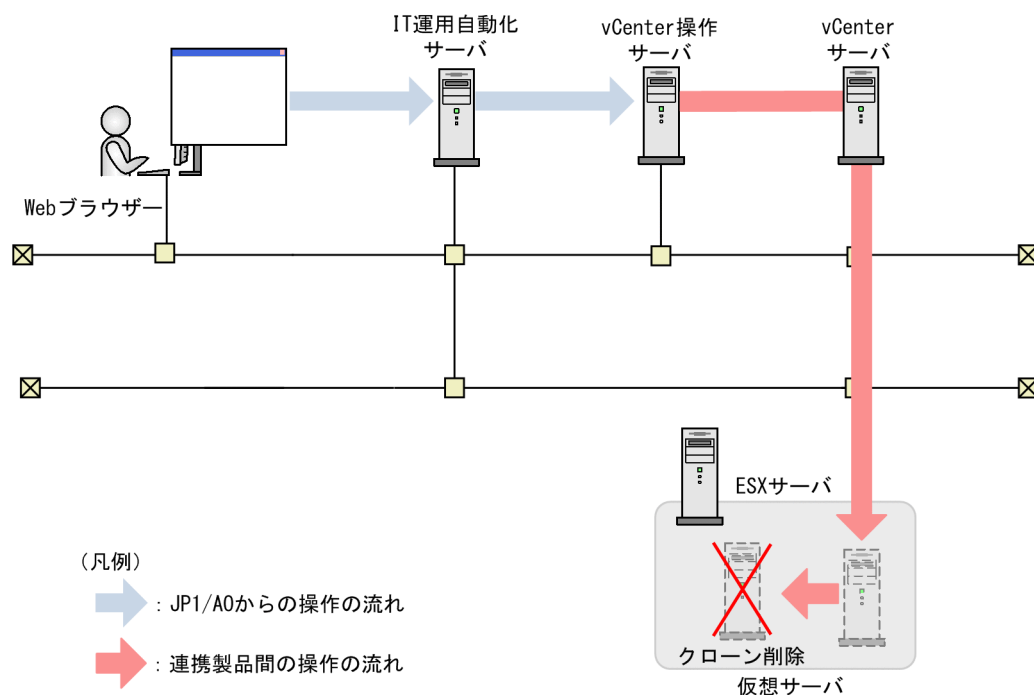 IT運用自動化
サーバ
vCenter操作
サーバ
vCenter
サーバ
Webブラウザー
ESXサーバ
クローン削除
仮想サーバ
(凡例)
：JP1/AOからの操作の流れ
：連携製品間の操作の流れ